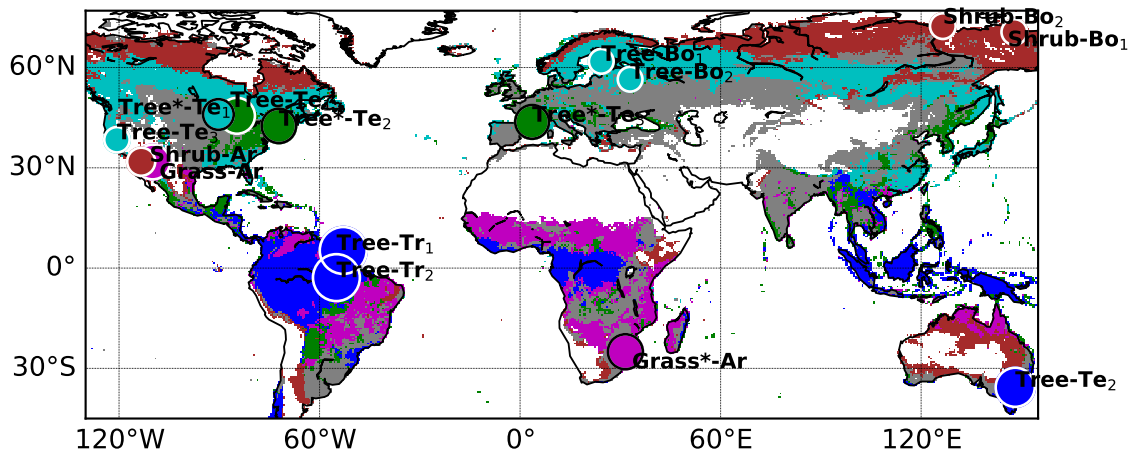 Shrub-Bo2
Shrub-Bo1
Tree-Bo1
Tree-Bo2
60°N
Tree*-Te1
Tree-Te2
Tree*-Te2
Tree*-Te
Tree-Te3
30°N
Shrub-Ar
Grass-Ar
Tree-Tr1
Tree-Tr2
0°
30°S
Grass*-Ar
Tree-Te2
120°W
60°W
0°
60°E
120°E